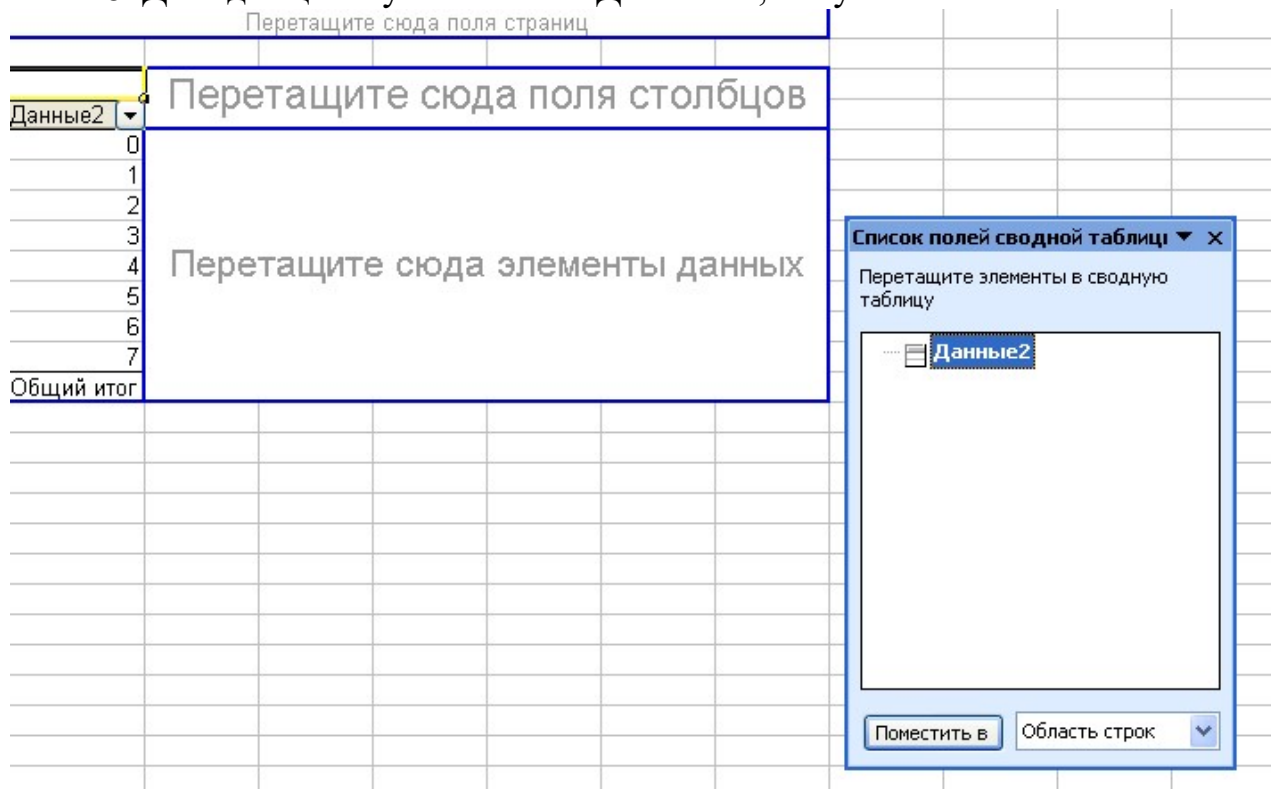 Перетащите сюда поля страниц
Перетащите сюда поля столбцов
Данные2
0
1
2
3
4
5
6
7
Общий итог
Перетащите сюда элементы данных
Список полей сводной таблиц
Перетащите элементы в сводную
таблицу
Данные2
Поместить в
Область строк